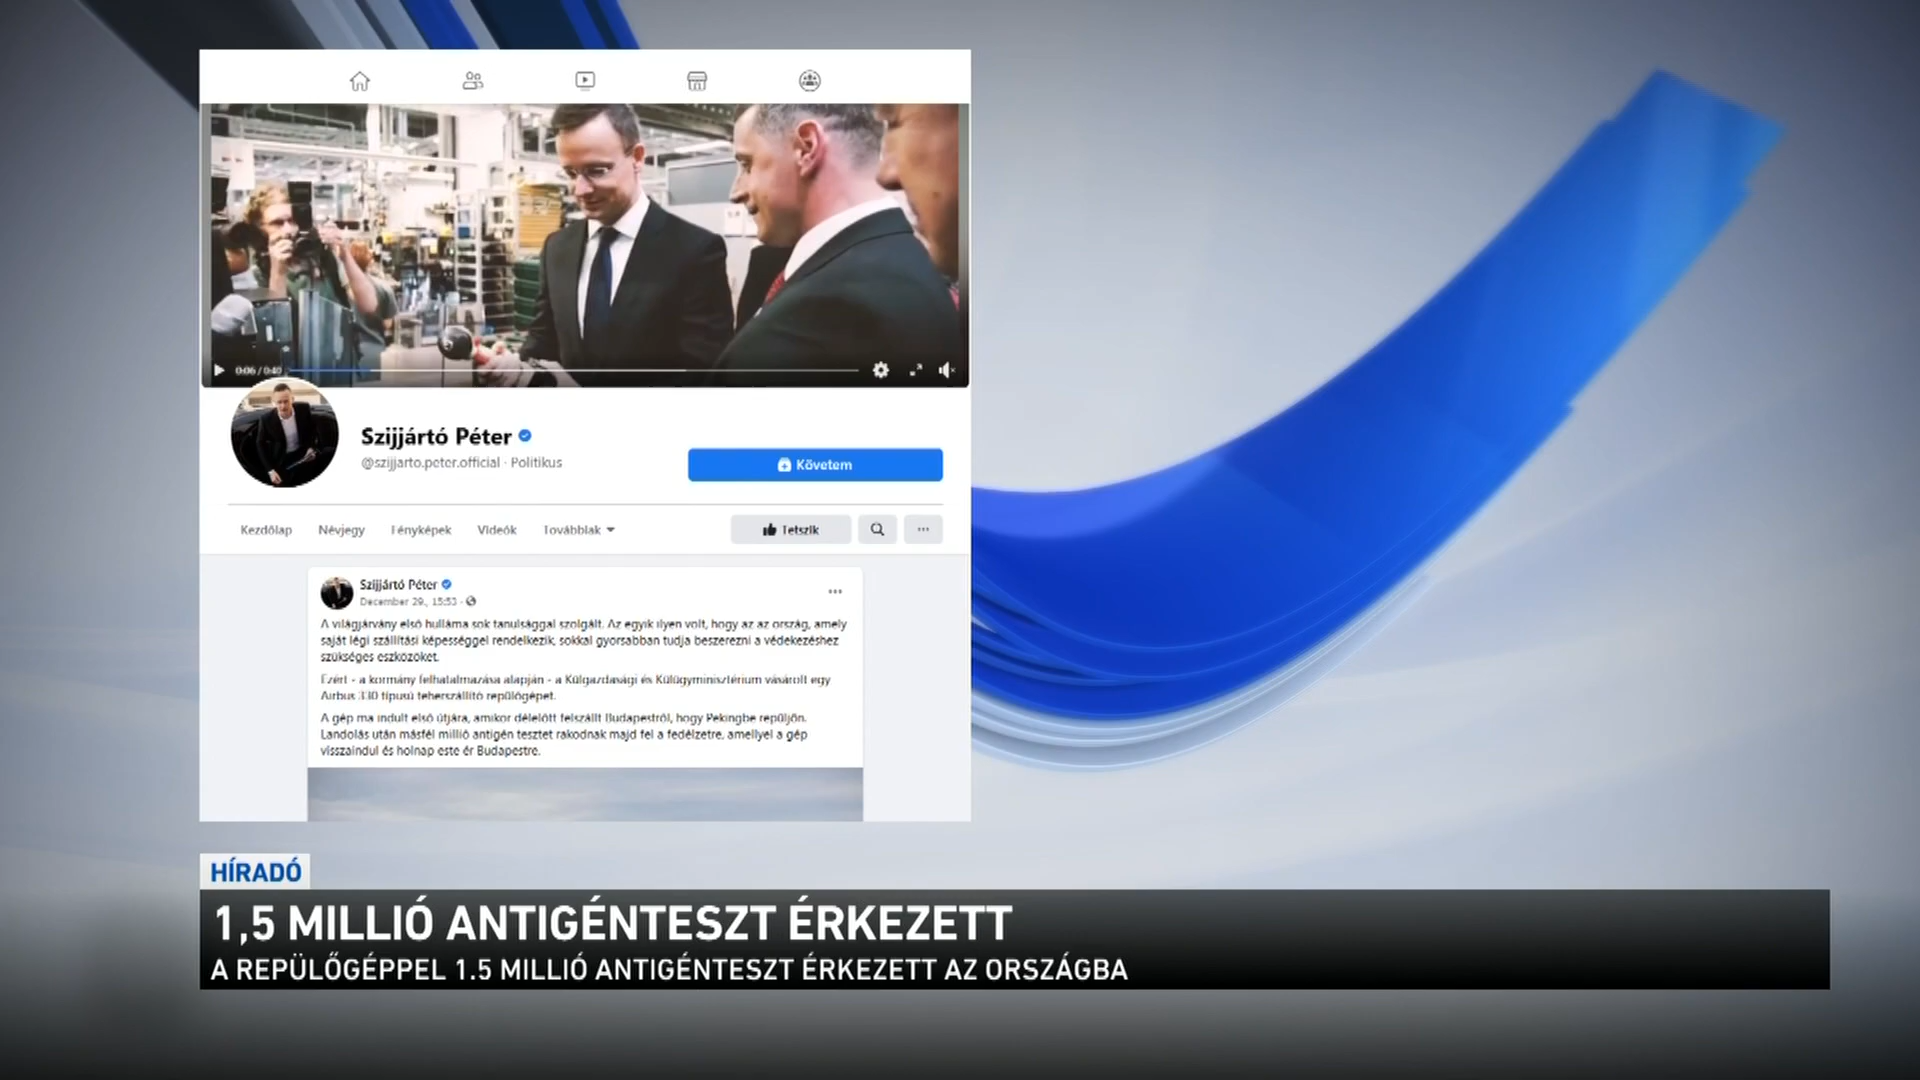 0:06 / 0:40
Szijjártó Péter
@szijjarto.peter.official · Politikus
Követem
Kezdőlap Névjegy Fényképek Videók Továbbiak
Tetszik
Szijjártó Péter
December 29., 15:53 ·
A világjárvány első hulláma sok tanulsággal szolgált. Az egyik ilyen volt, hogy az az ország, amely
saját légi szállítási képességgel rendelkezik, sokkal gyorsabban tudja beszerezni a védekezéshez
szükséges eszközöket.
Ezért - a kormány felhatalmazása alapján - a Külgazdasági és Külügyminisztérium vásárolt egy
Airbus 330 típusú teherszállító repülőgépet.
A gép ma indult első útjára, amikor délelőtt felszállt Budapestről, hogy Pekingbe repüljön.
Landolás után másfél millió antigén tesztet rakodnak majd fel a fedélzetre, amellyel a gép
visszaindul és holnap este ér Budapestre.
HÍRADÓ
1,5 MILLIÓ ANTIGÉNTESZT ÉRKEZETT
A REPÜLŐGÉPPEL 1.5 MILLIÓ ANTIGÉNTESZT ÉRKEZETT AZ ORSZÁGBA